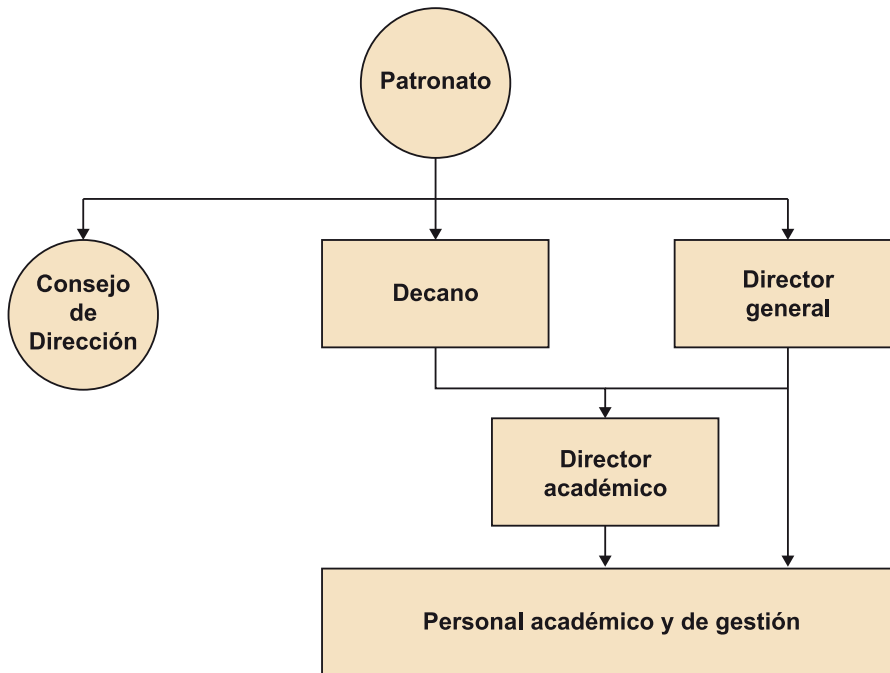 Patronato
Consejo
de
Dirección
Decano
Director
general
Director
académico
Personal académico y de gestión